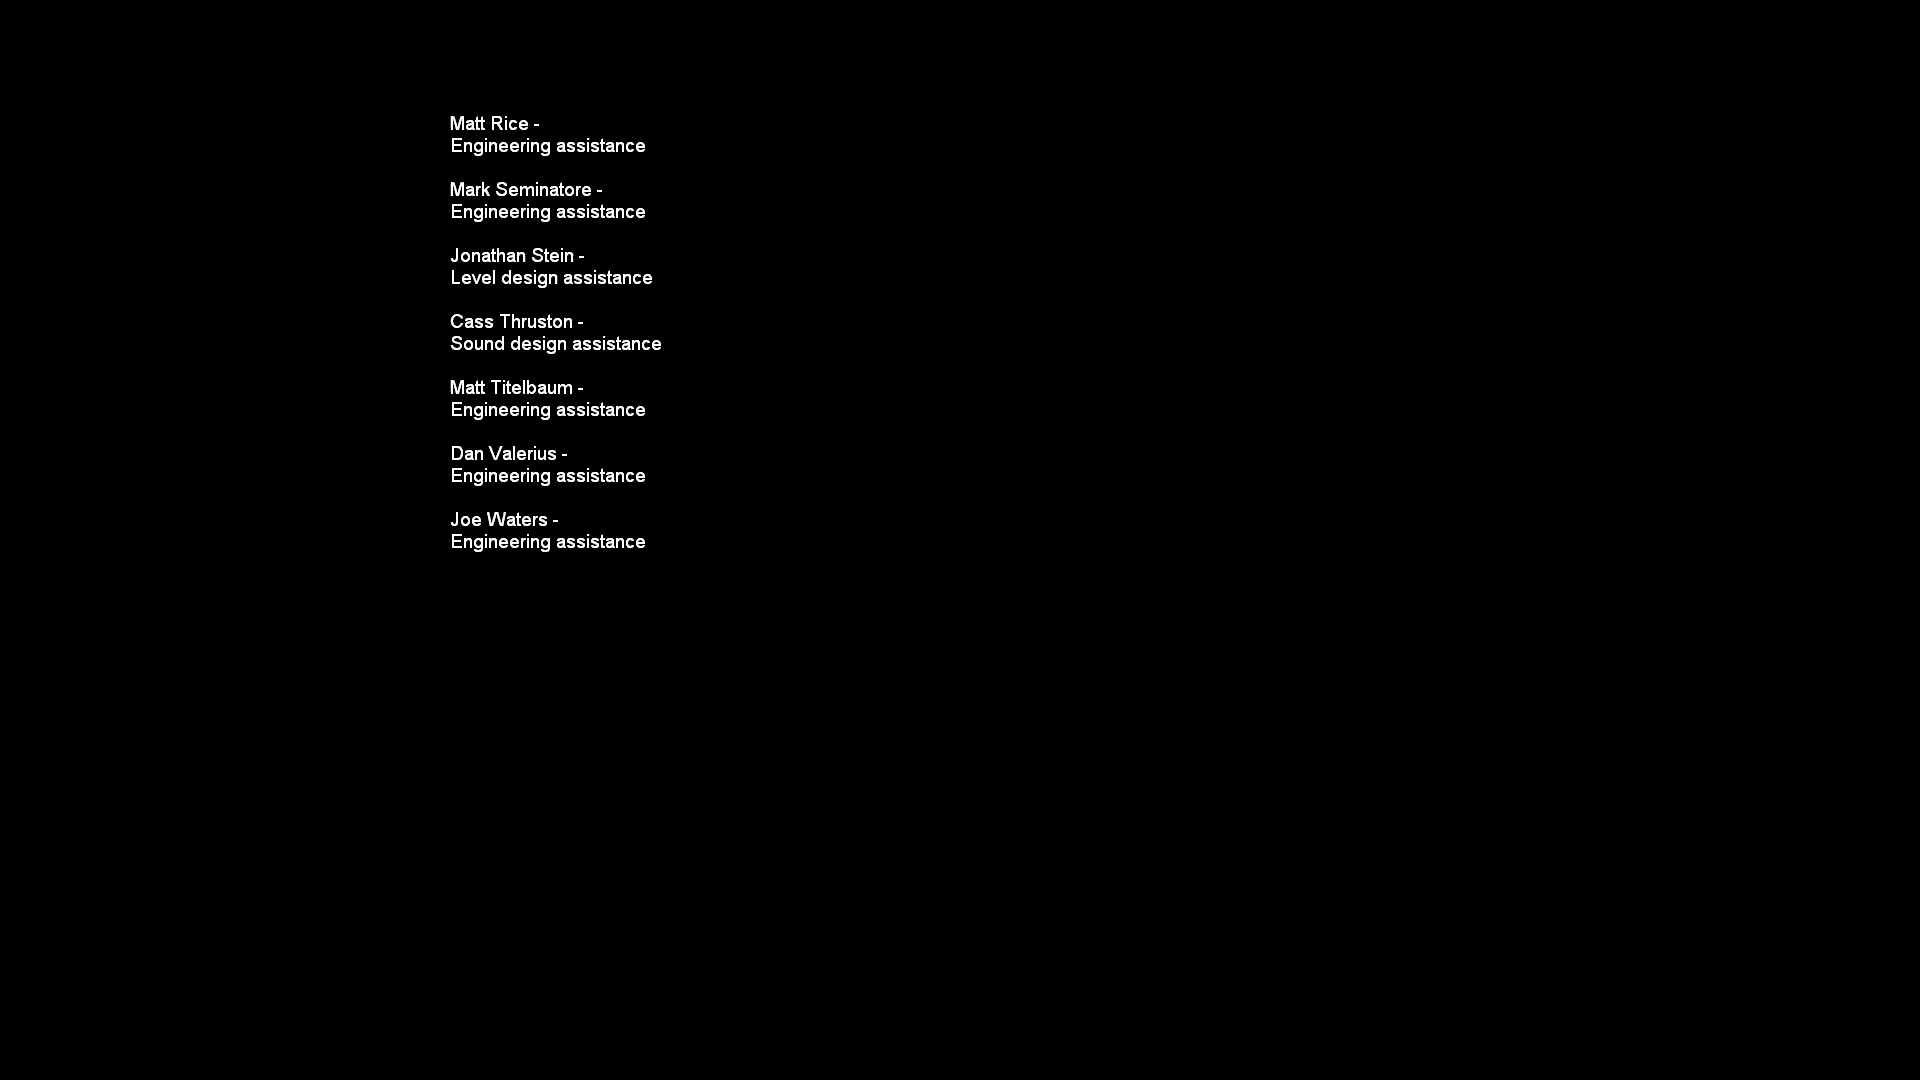 Matt Rice -
Engineering assistance
Mark Seminatore -
Engineering assistance
Jonathan Stein -
Level design assistance
Cass Thruston -
Sound design assistance
Matt Titelbaum -
Engineering assistance
Dan Valerius -
Engineering assistance
Joe Waters -
Engineering assistance